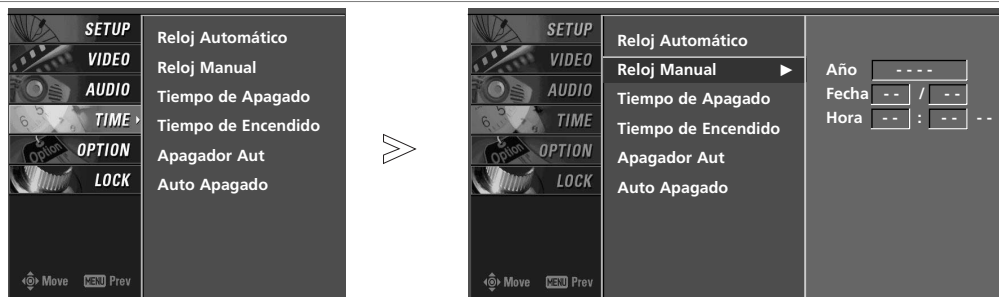 SETUP
VIDEO
AUDIO
TIME
OPTION
LOCK
Reloj Automático
Reloj Manual
Tiempo de Apagado
Tiempo de Encendido
Apagador Aut
Auto Apagado
Move MENU Prev
SETUP
VIDEO
AUDIO
TIME
OPTION
LOCK
Reloj Automático
Reloj Manual ►
Tiempo de Apagado
Tiempo de Encendido
Apagador Aut
Auto Apagado
Año - - - -
Fecha - - / - -
Hora - - : - - - -
Move MENU Prev